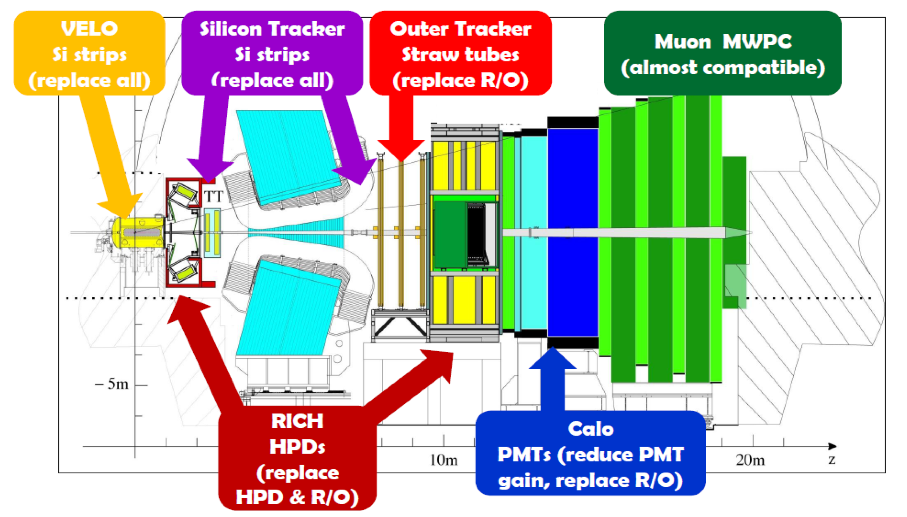 VELO
Si strips
(replace all)
Silicon Tracker
Si strips
(replace all)
Outer Tracker
Straw tubes
(replace R/O)
Muon MWPC
(almost compatible)
TT
− 5m
RICH
HPDs
(replace
HPD & R/O)
Calo
PMTs (reduce PMT
gain, replace R/O)
10m
20m
z